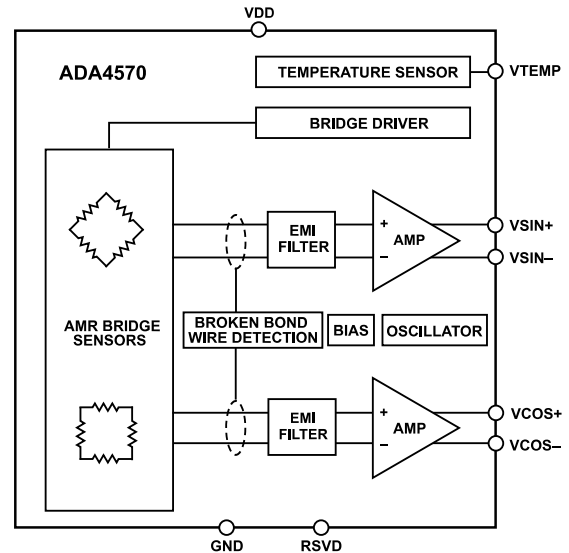 VDD
ADA4570
TEMPERATURE SENSOR
VTEMP
BRIDGE DRIVER
EMI
FILTER
+
–
AMP
VSIN+
VSIN–
AMR BRIDGE
SENSORS
BROKEN BOND
WIRE DETECTION
BIAS
OSCILLATOR
EMI
FILTER
+
–
AMP
VCOS+
VCOS–
GND
RSVD